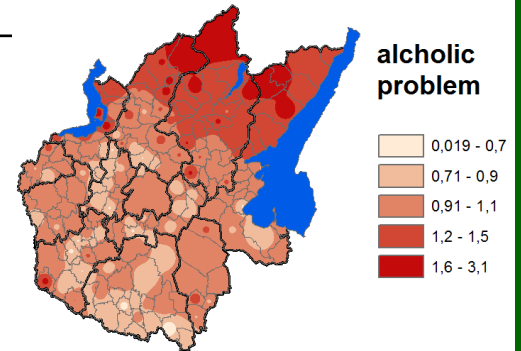 alcholic
problem
0,019 - 0,7
0,71 - 0,9
0,91 - 1,1
1,2 - 1,5
1,6 - 3,1